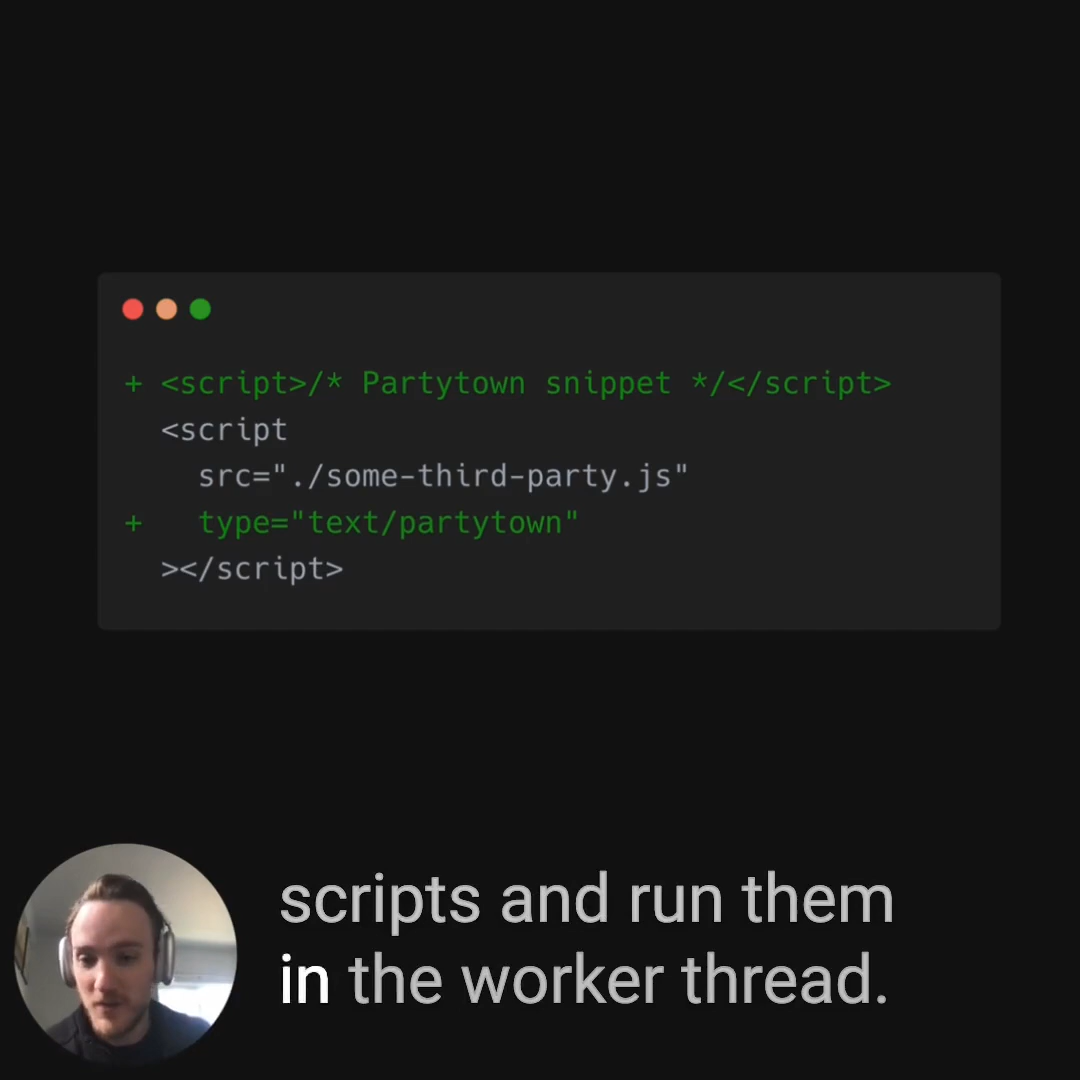 + <script>/* Partytown snippet */</script>
<script
src="./some-third-party.js"
+ type="text/partytown"
></script>
scripts and run them
in the worker thread.